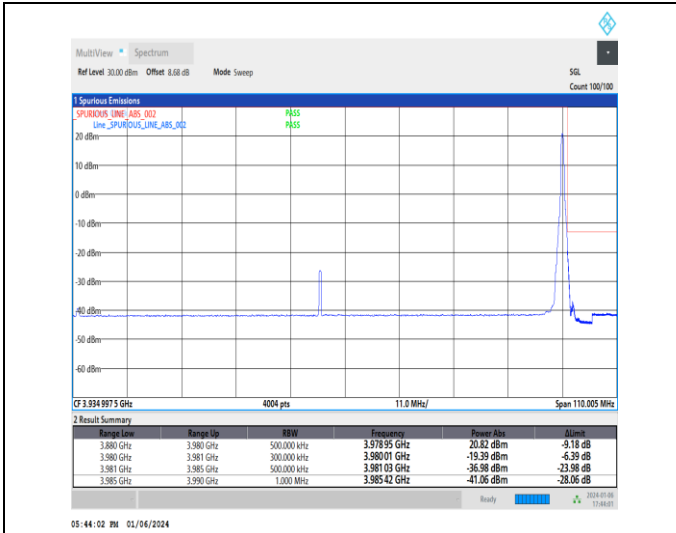 MultiView Spectrum
Ref Level 30.00 dBm Offset 8.68 dB Mode Sweep SGL
Count 100/100
1 Spurious Emissions
_SPURIOUS_LINE_ABS_002 PASS
Line _SPURIOUS_LINE_ABS_002 PASS
20 dBm
10 dBm
0 dBm
-10 dBm
-20 dBm
-30 dBm
-40 dBm
-50 dBm
-60 dBm
CF 3.934 997 5 GHz 4004 pts 11.0 MHz/ Span 110.005 MHz
2 Result Summary
Range Low Range Up RBW Frequency Power Abs ΔLimit
3.880 GHz 3.980 GHz 500.000 kHz 3.978 95 GHz 20.82 dBm -9.18 dB
3.980 GHz 3.981 GHz 300.000 kHz 3.980 01 GHz -19.39 dBm -6.39 dB
3.981 GHz 3.985 GHz 500.000 kHz 3.981 03 GHz -36.98 dBm -23.98 dB
3.985 GHz 3.990 GHz 1.000 MHz 3.985 42 GHz -41.06 dBm -28.06 dB
Ready 2024-01-06
17:44:01
05:44:02 PM 01/06/2024